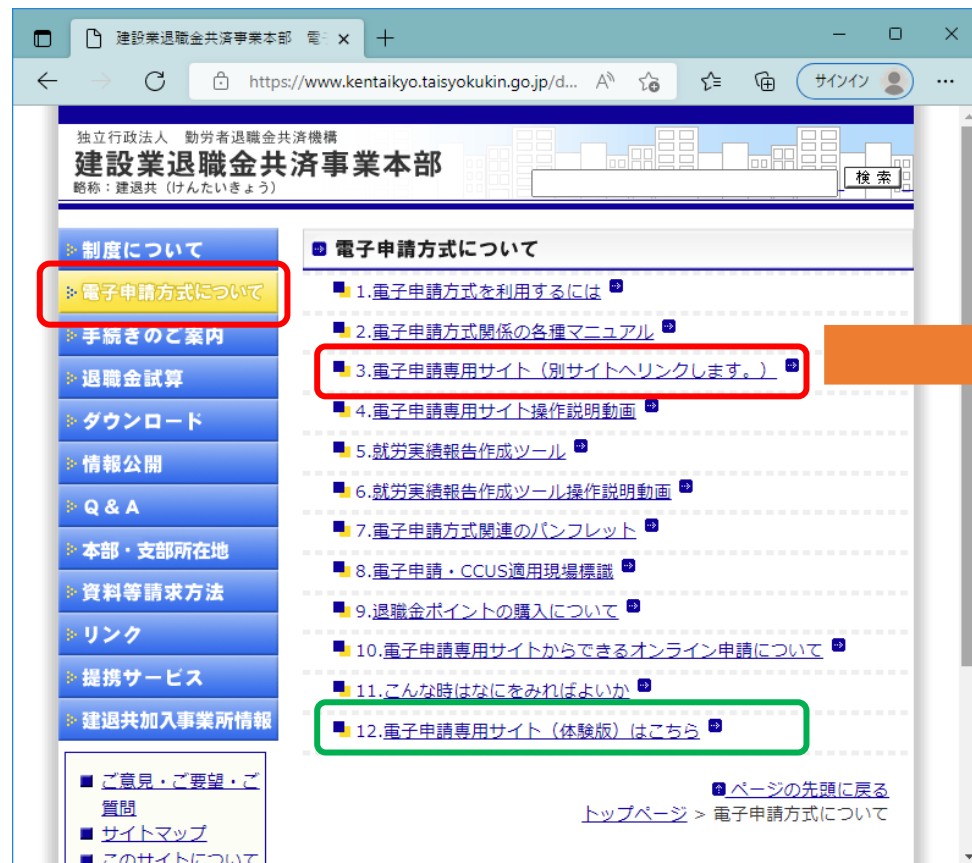 建設業退職金共済事業本部 電子
https://www.kentaikyo.taisyokukin.go.jp/d...
サインイン
独立行政法人 勤労者退職金共済機構
建設業退職金共済事業本部
略称：建退共（けんたいきょう）
検索
制度について
電子申請方式について
手続きのご案内
退職金試算
ダウンロード
情報公開
Q & A
本部・支部所在地
資料等請求方法
リンク
提携サービス
建退共加入事業所情報
ご意見・ご要望・ご
質問
サイトマップ
このサイトについて
電子申請方式について
1.電子申請方式を利用するには
2.電子申請方式関係の各種マニュアル
3.電子申請専用サイト（別サイトへリンクします。）
4.電子申請専用サイト操作説明動画
5.就労実績報告作成ツール
6.就労実績報告作成ツール操作説明動画
7.電子申請方式関連のパンフレット
8.電子申請・CCUS適用現場標識
9.退職金ポイントの購入について
10.電子申請専用サイトからできるオンライン申請について
11.こんな時はなにをみればよいか
12.電子申請専用サイト（体験版）はこちら
ページの先頭に戻る
トップページ > 電子申請方式について